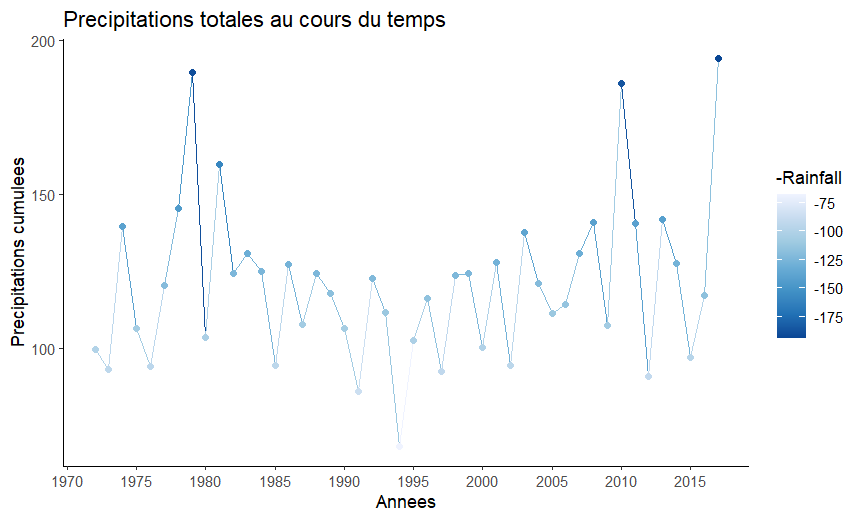 Precipitations totales au cours du temps
Precipitations cumulees
200
150
100
1970 1975 1980 1985 1990 1995 2000 2005 2010 2015
Annees
-Rainfall
-75
-100
-125
-150
-175